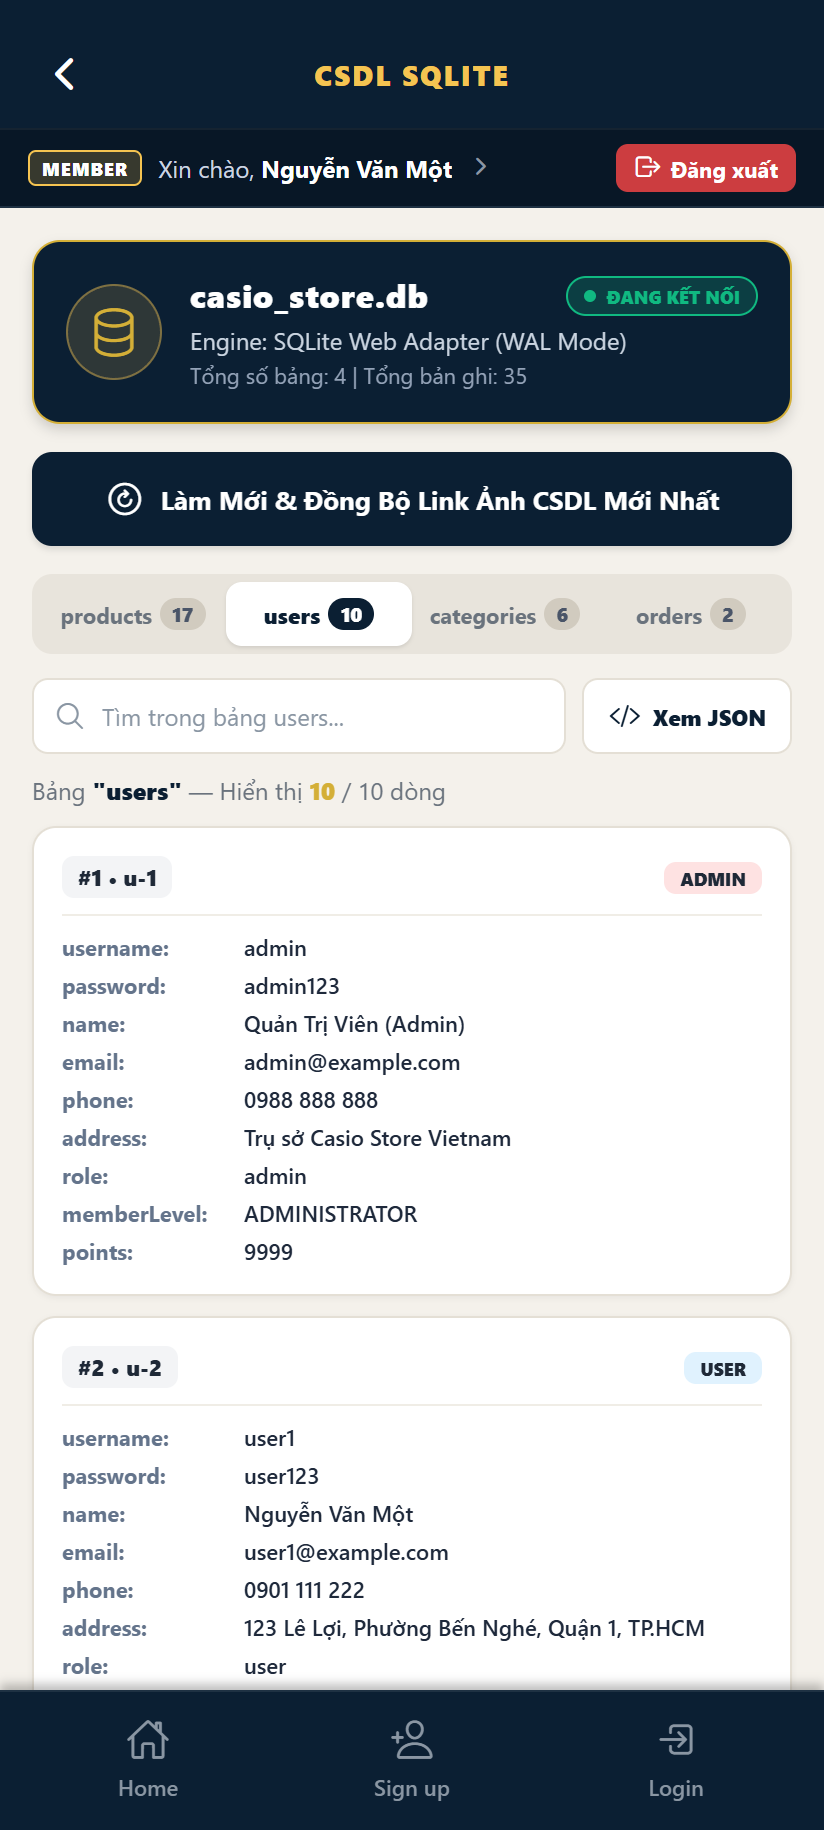 CSDL SQLITE
MEMBER Xin chào, Nguyễn Văn Một Đăng xuất
casio_store.db ĐANG KẾT NỐI
Engine: SQLite Web Adapter (WAL Mode)
Tổng số bảng: 4 | Tổng bản ghi: 35
Làm Mới & Đồng Bộ Link Ảnh CSDL Mới Nhất
products 17 users 10 categories 6 orders 2
Tìm trong bảng users... </> Xem JSON
Bảng "users" — Hiển thị 10 / 10 dòng
#1 • u-1 ADMIN
username: admin
password: admin123
name: Quản Trị Viên (Admin)
email: admin@example.com
phone: 0988 888 888
address: Trụ sở Casio Store Vietnam
role: admin
memberLevel: ADMINISTRATOR
points: 9999
#2 • u-2 USER
username: user1
password: user123
name: Nguyễn Văn Một
email: user1@example.com
phone: 0901 111 222
address: 123 Lê Lợi, Phường Bến Nghé, Quận 1, TP.HCM
role: user
Home Sign up Login